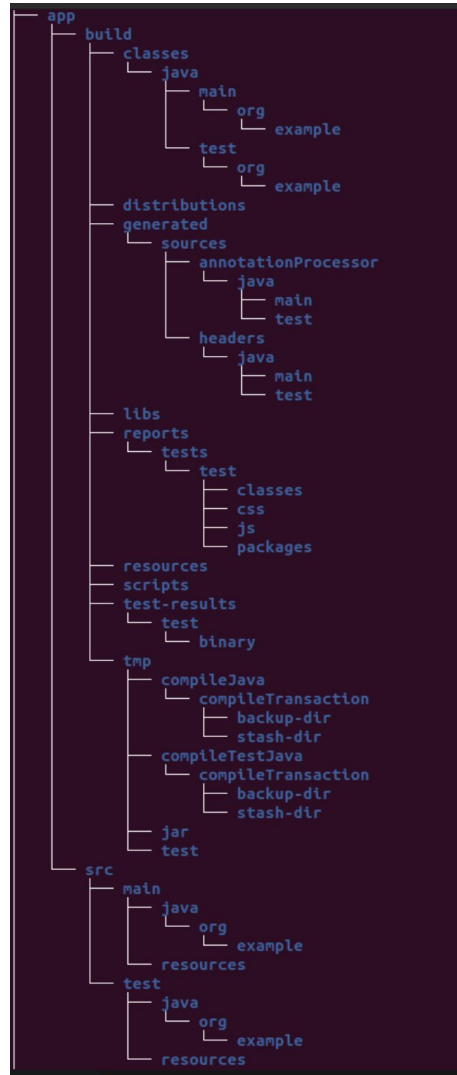 app
build
classes
java
main
org
example
test
org
example
distributions
generated
sources
annotationProcessor
java
main
test
headers
java
main
test
libs
reports
tests
test
classes
css
js
packages
resources
scripts
test-results
test
binary
tmp
compileJava
compileTransaction
backup-dir
stash-dir
compileTestJava
compileTransaction
backup-dir
stash-dir
jar
test
src
main
java
org
example
resources
test
java
org
example
resources